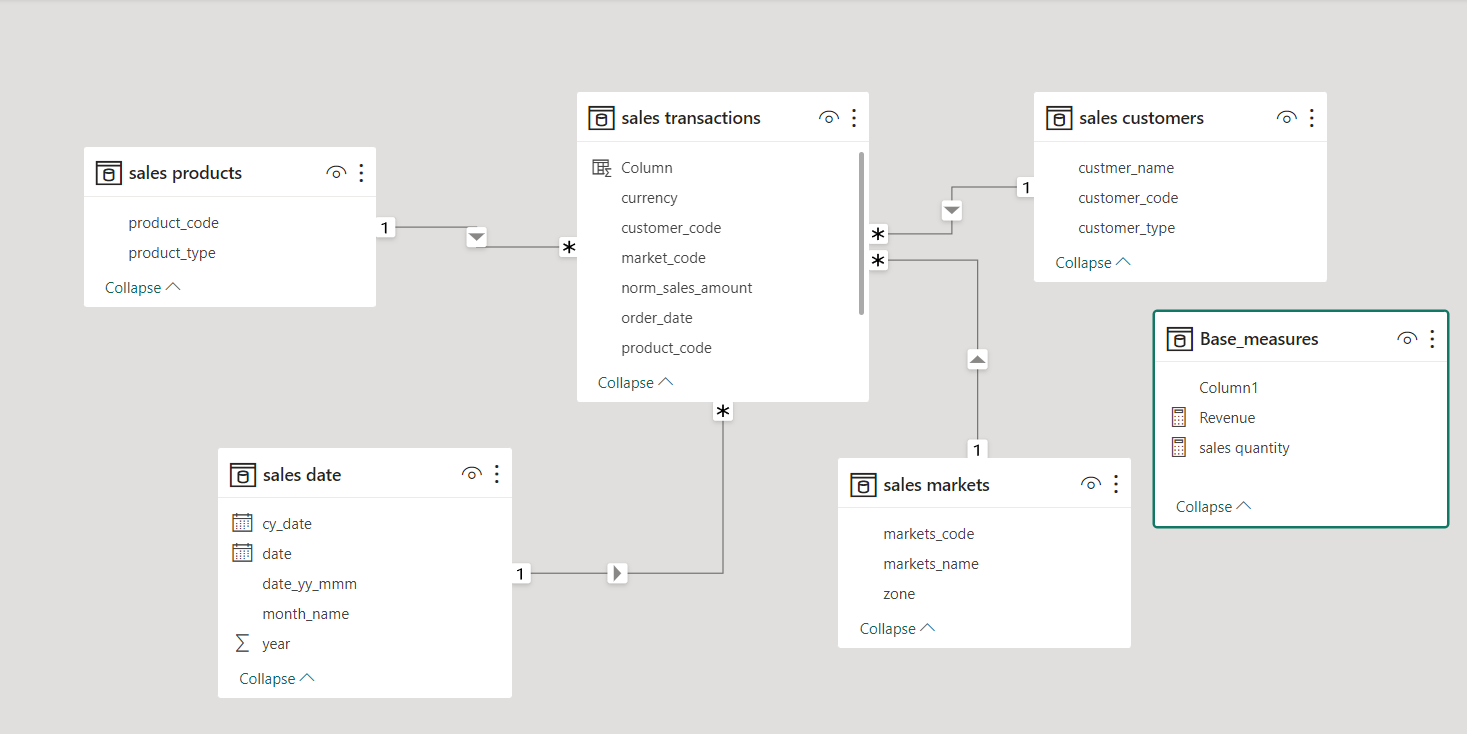 sales products
product_code
product_type
Collapse
1
*
sales transactions
Column
currency
customer_code
market_code
norm_sales_amount
order_date
product_code
Collapse
*
*
*
sales customers
custmer_name
customer_code
customer_type
Collapse
1
Base_measures
Column1
Revenue
sales quantity
Collapse
sales date
cy_date
date
date_yy_mmm
month_name
year
Collapse
1
sales markets
markets_code
markets_name
zone
Collapse
1